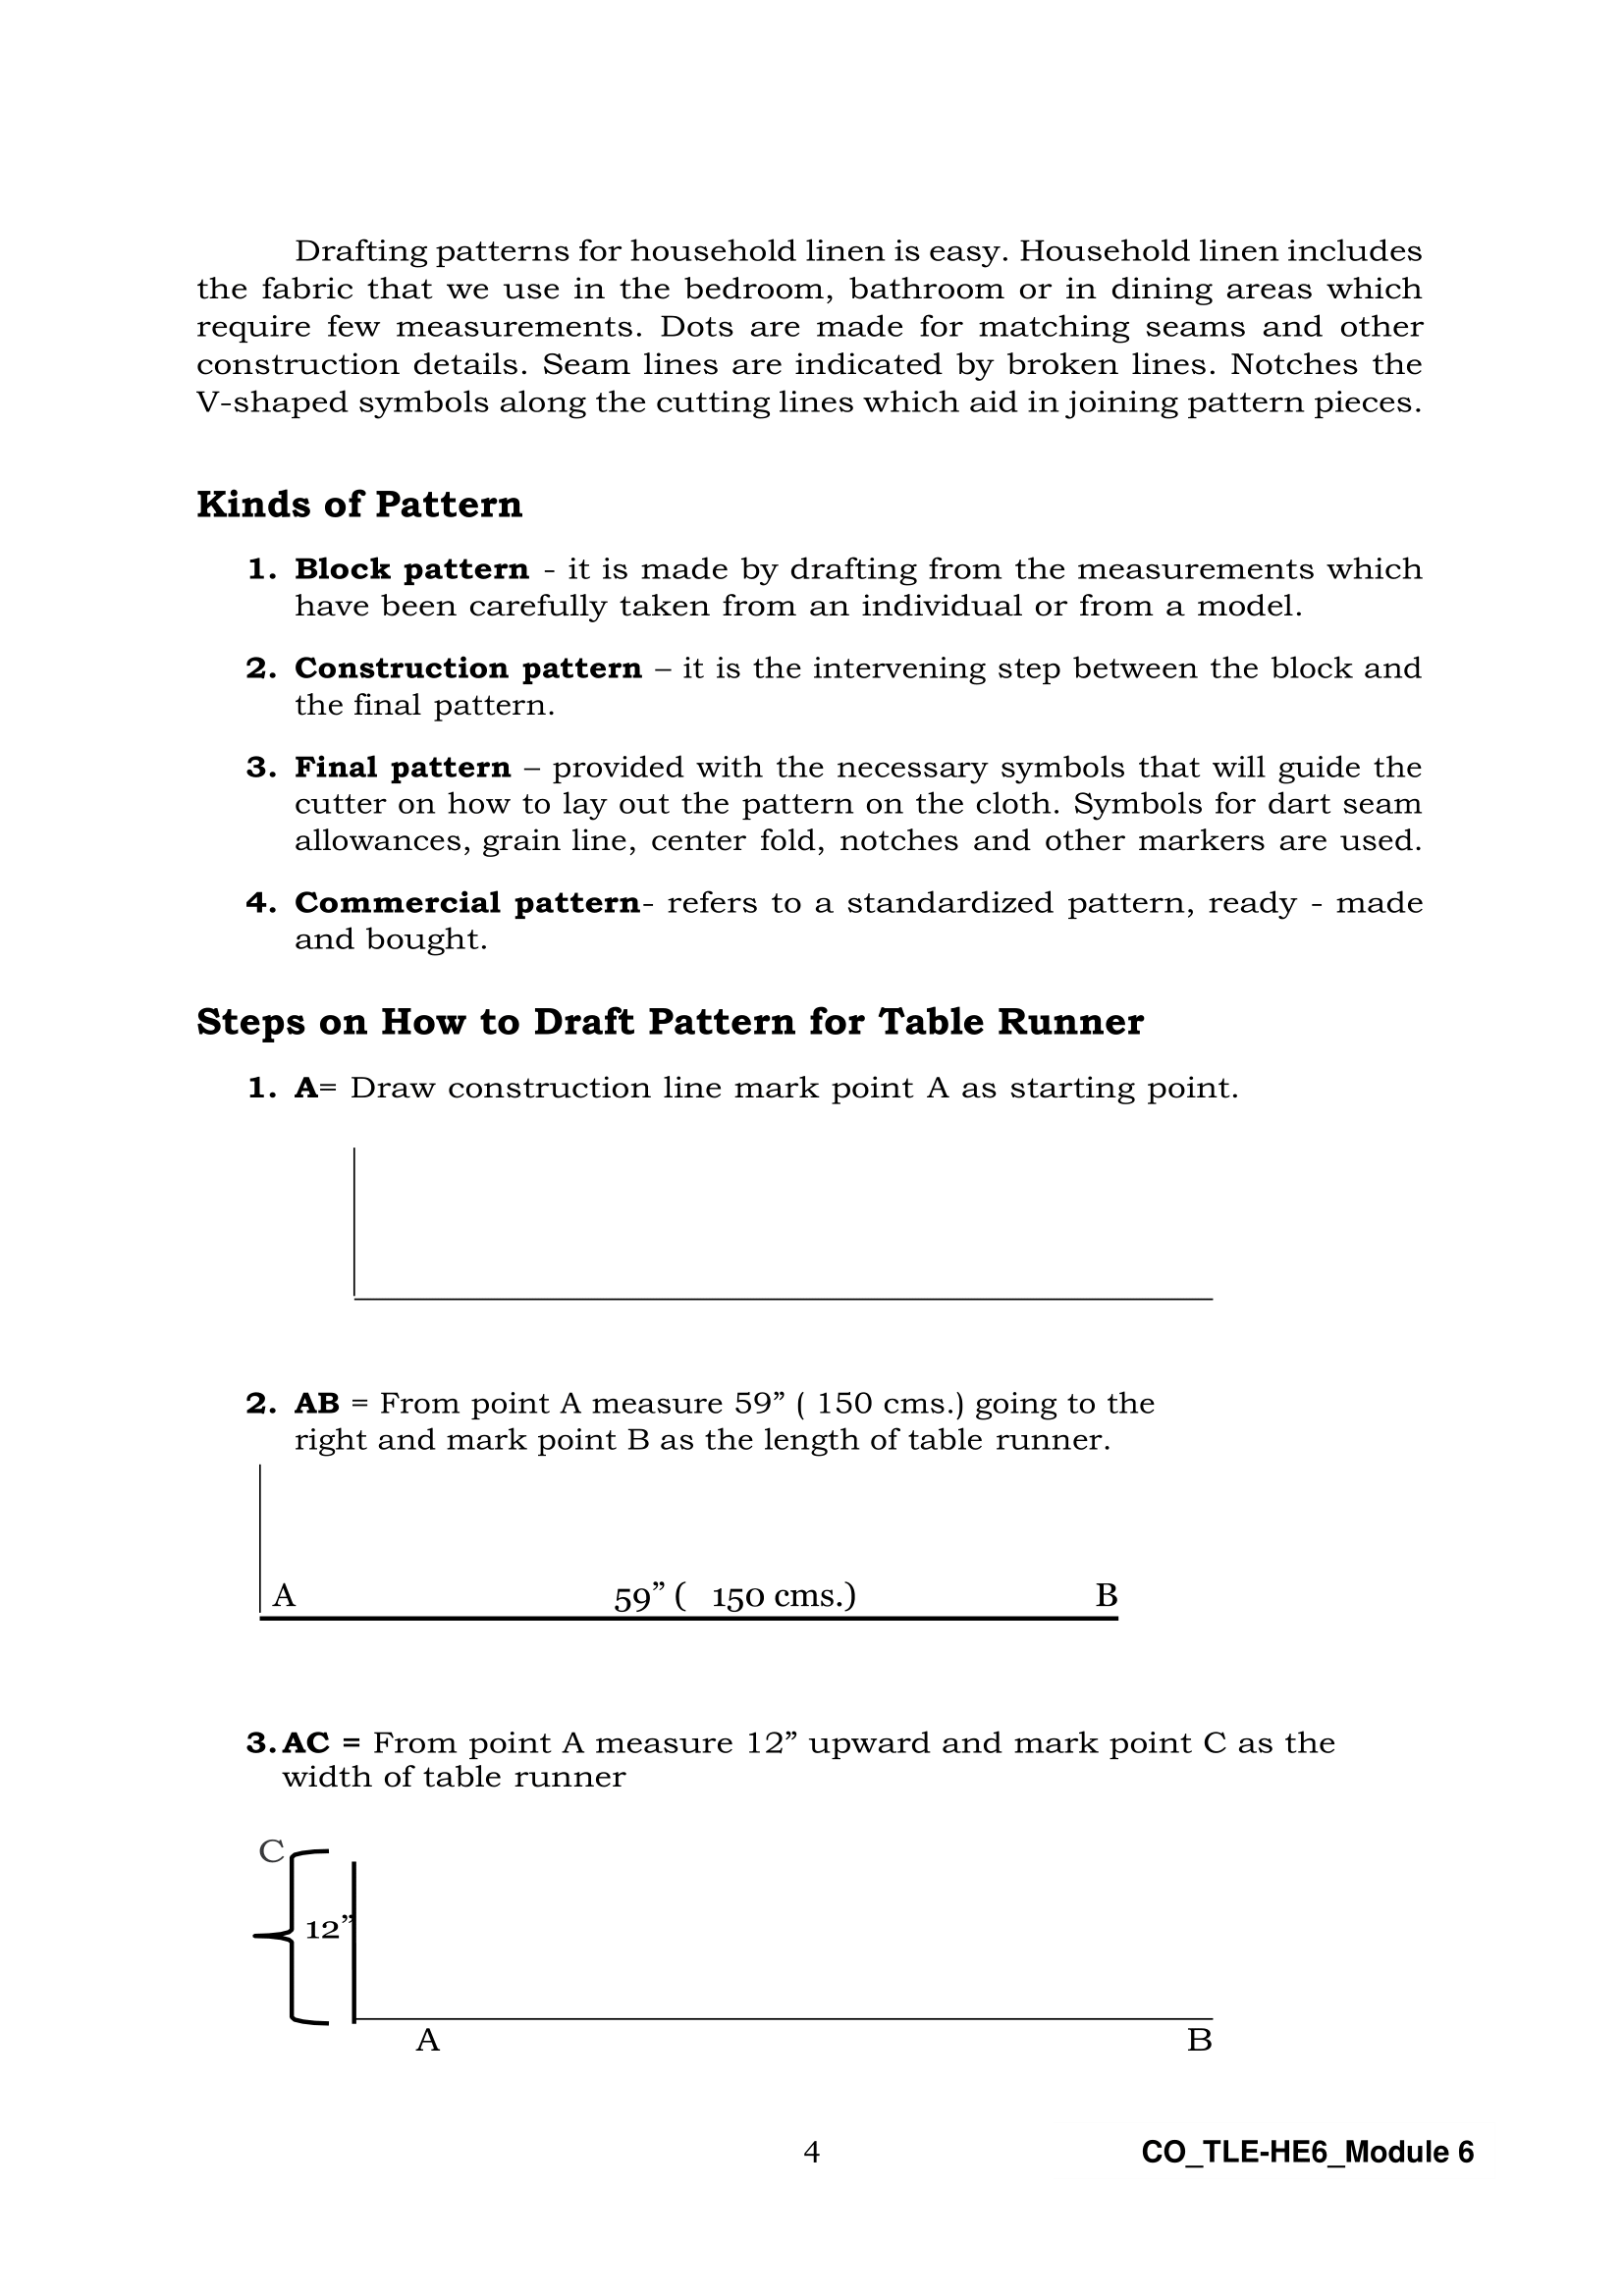 Drafting patterns for household linen is easy. Household linen includes
the fabric that we use in the bedroom, bathroom or in dining areas which
require few measurements. Dots are made for matching seams and other
construction details. Seam lines are indicated by broken lines. Notches the
V-shaped symbols along the cutting lines which aid in joining pattern pieces.
Kinds of Pattern
1. Block pattern - it is made by drafting from the measurements which
have been carefully taken from an individual or from a model.
2. Construction pattern – it is the intervening step between the block and
the final pattern.
3. Final pattern – provided with the necessary symbols that will guide the
cutter on how to lay out the pattern on the cloth. Symbols for dart seam
allowances, grain line, center fold, notches and other markers are used.
4. Commercial pattern- refers to a standardized pattern, ready - made
and bought.
Steps on How to Draft Pattern for Table Runner
1. A= Draw construction line mark point A as starting point.
2. AB = From point A measure 59” ( 150 cms.) going to the
right and mark point B as the length of table runner.
A 59” ( 150 cms.) B
3. AC = From point A measure 12” upward and mark point C as the
width of table runner
C
12”
A B
4 CO_TLE-HE6_Module 6